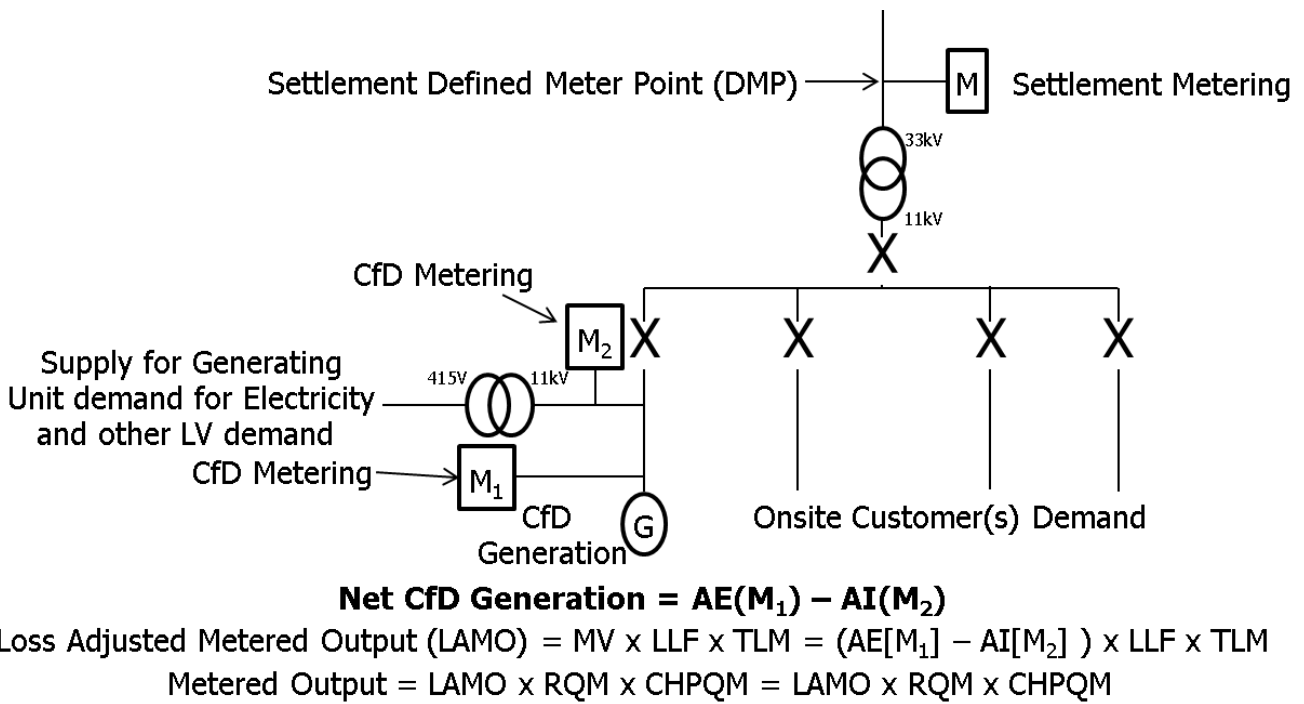 Settlement Defined Meter Point (DMP)
M
Settlement Metering
33kV
11kV
X
CfD Metering
M₂
X
X
X
X
Supply for Generating
Unit demand for Electricity
and other LV demand
415V
11kV
CfD Metering
M₁
CfD
Generation
G
Onsite Customer(s) Demand
Net CfD Generation = AE(M₁) – AI(M₂)
Loss Adjusted Metered Output (LAMO) = MV x LLF x TLM = (AE[M₁] – AI[M₂] ) x LLF x TLM
Metered Output = LAMO x RQM x CHPQM = LAMO x RQM x CHPQM